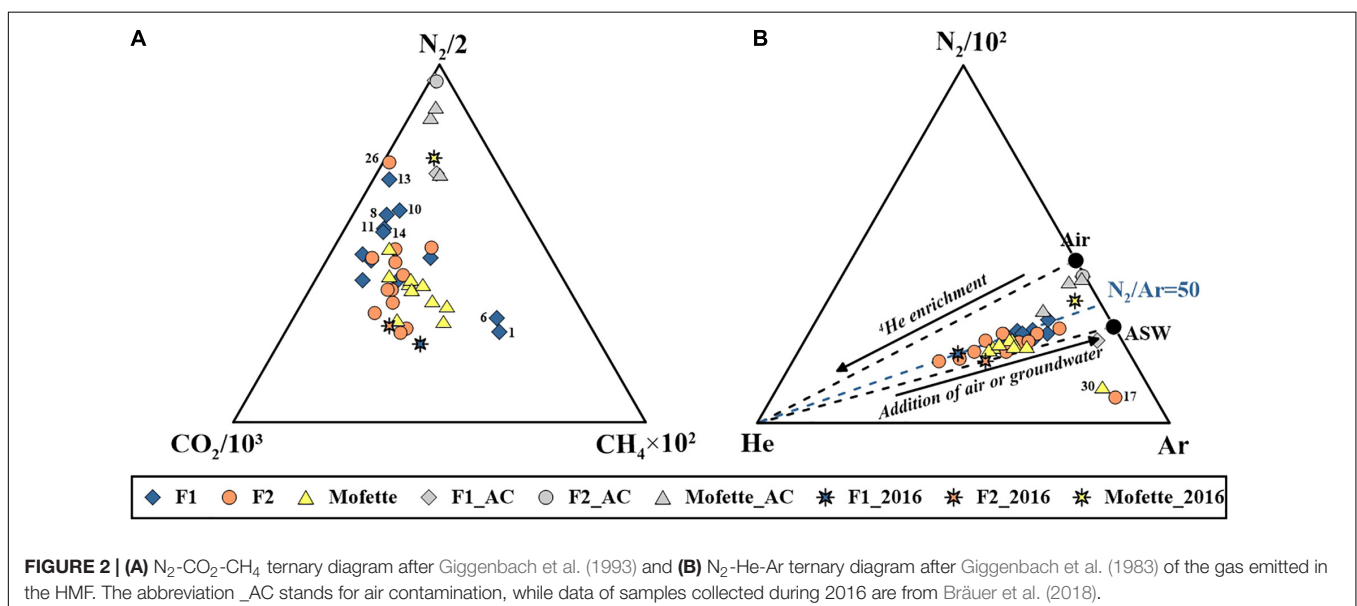 A
B
N₂/2
N₂/10²
26
13
8
10
11
14
6
1
CO₂/10³
CH₄×10²
Air
N₂/Ar=50
⁴He enrichment
ASW
Addition of air or groundwater
30
17
He
Ar
F1 F2 Mofette F1_AC F2_AC Mofette_AC F1_2016 F2_2016 Mofette_2016
FIGURE 2 | (A) N₂-CO₂-CH₄ ternary diagram after Giggenbach et al. (1993) and (B) N₂-He-Ar ternary diagram after Giggenbach et al. (1983) of the gas emitted in
the HMF. The abbreviation _AC stands for air contamination, while data of samples collected during 2016 are from Bräuer et al. (2018).